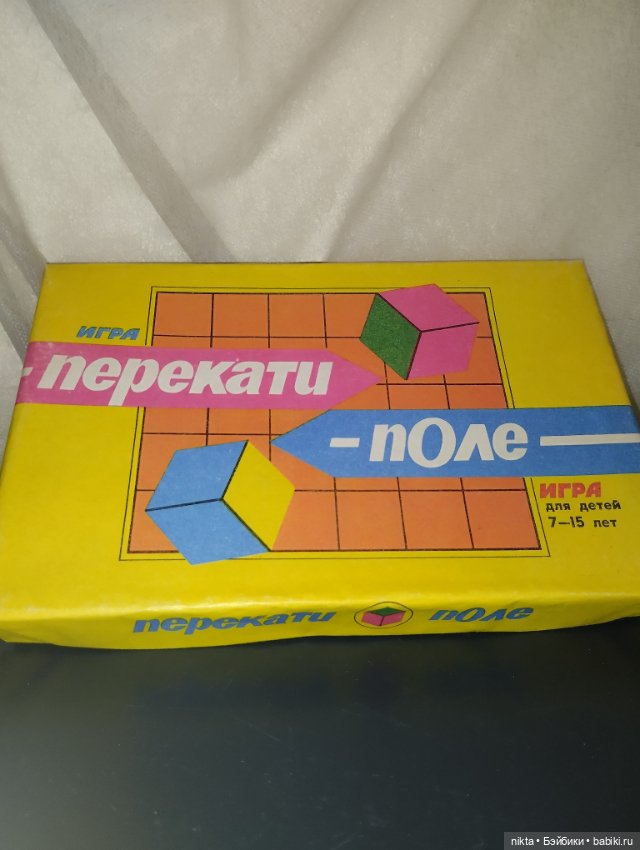 ИГРА
-перекати
-поле
ИГРА
для детей
7-15 лет
перекати поле
nikta • Бэйбики • babiki.ru